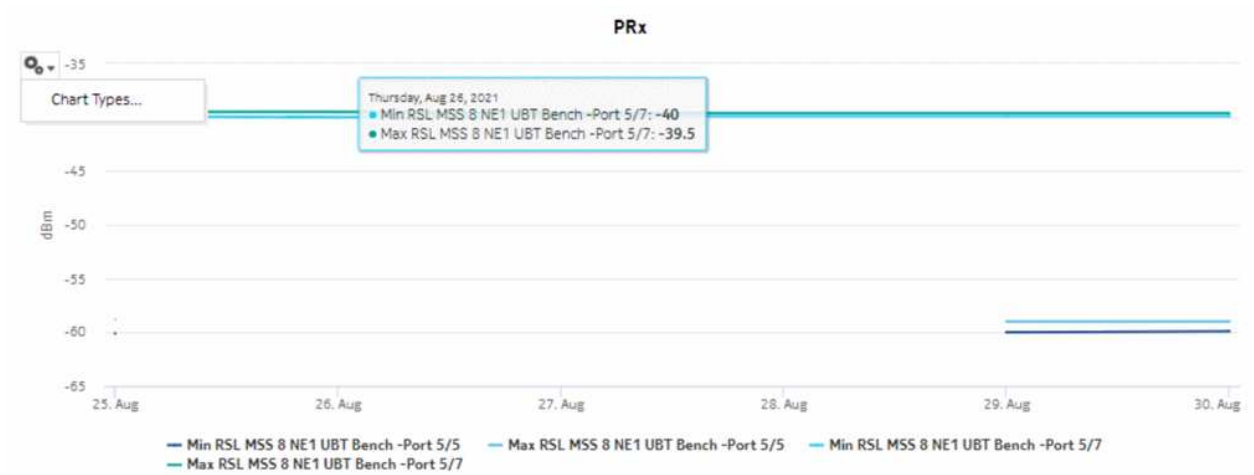 PRx
-35
Chart Types...
Thursday, Aug 26, 2021
Min RSL MSS 8 NE1 UBT Bench -Port 5/7: -40
Max RSL MSS 8 NE1 UBT Bench -Port 5/7: -39.5
-45
dBm
-50
-55
-60
-65
25. Aug 26. Aug 27. Aug 28. Aug 29. Aug 30. Aug
Min RSL MSS 8 NE1 UBT Bench -Port 5/5 Max RSL MSS 8 NE1 UBT Bench -Port 5/5 Min RSL MSS 8 NE1 UBT Bench -Port 5/7
Max RSL MSS 8 NE1 UBT Bench -Port 5/7